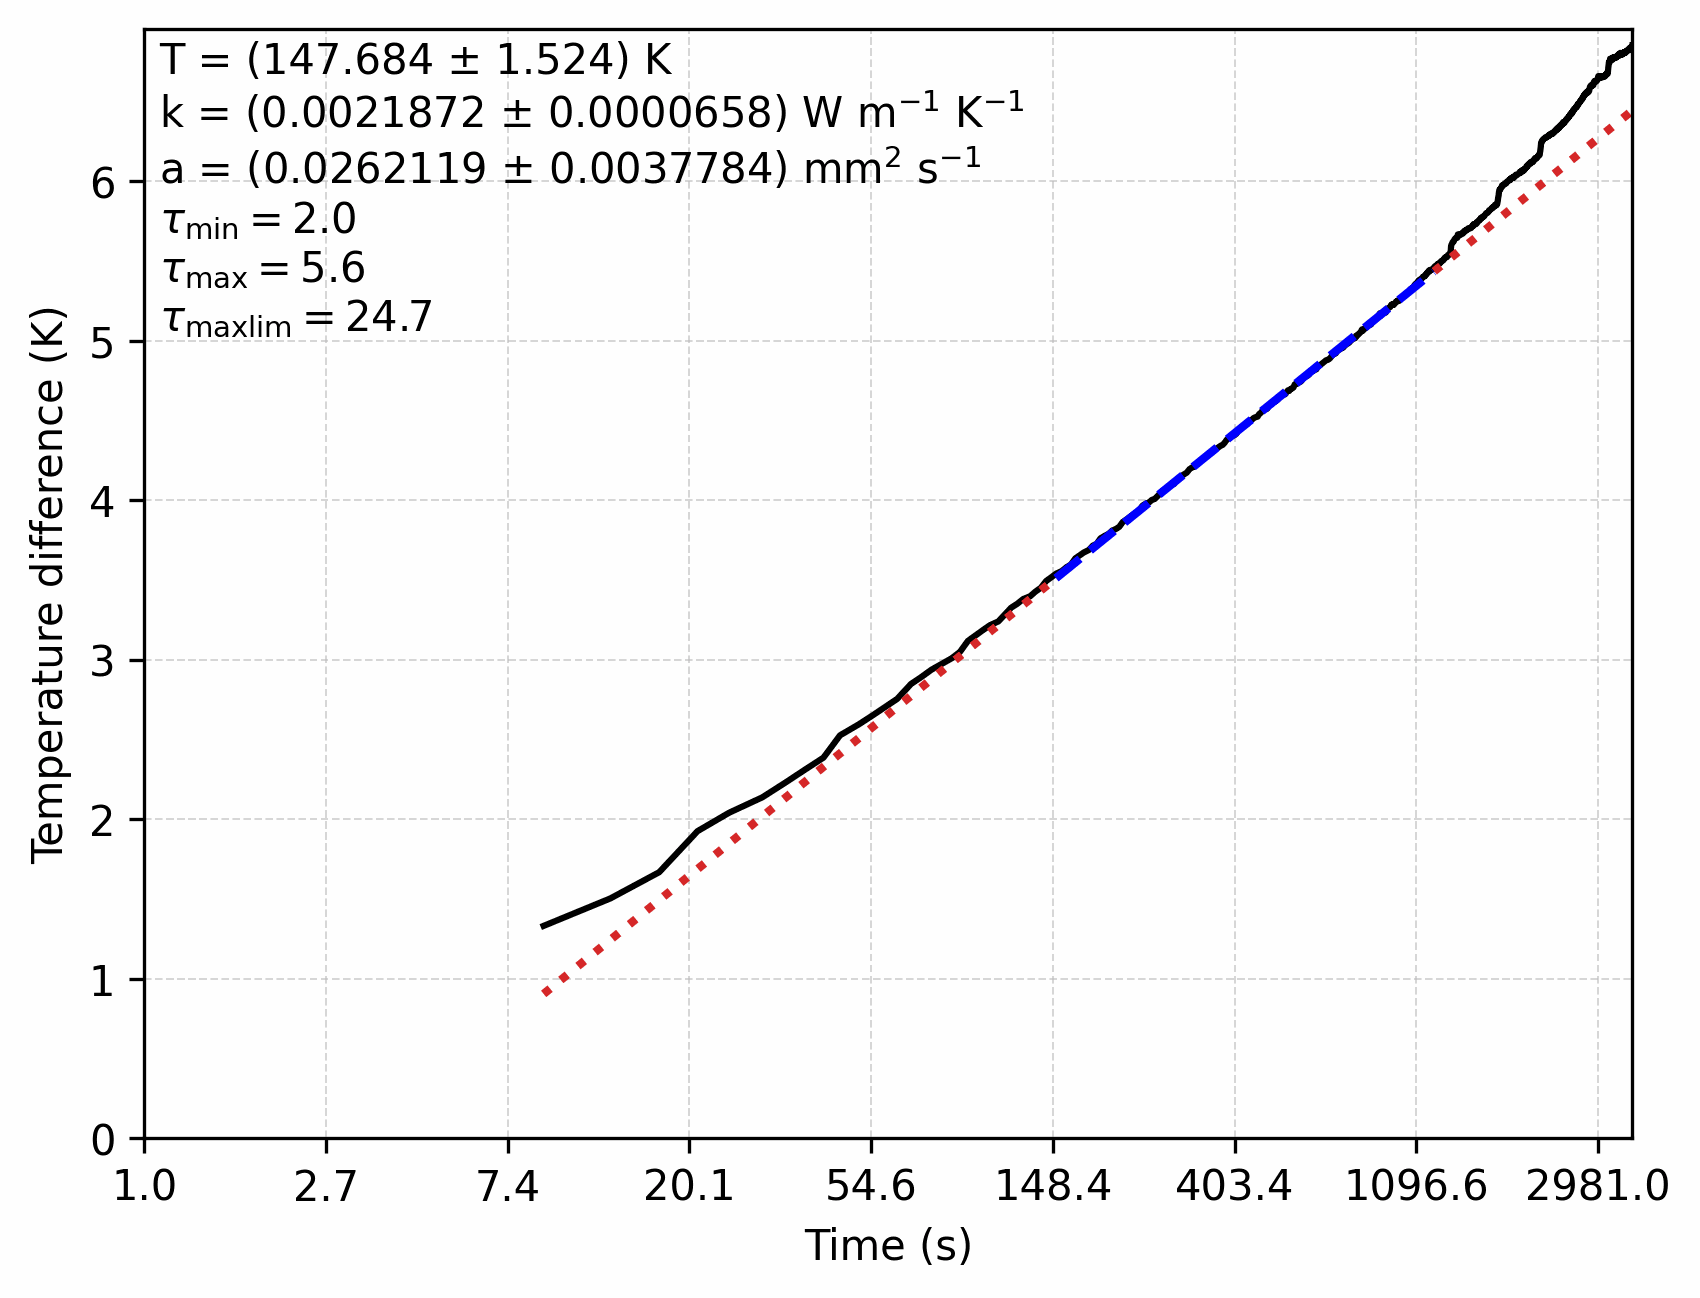 T = (147.684 ± 1.524) K
k = (0.0021872 ± 0.0000658) W m⁻¹ K⁻¹
a = (0.0262119 ± 0.0037784) mm² s⁻¹
τmin = 2.0
τmax = 5.6
τmaxlim = 24.7
Temperature difference (K)
6
5
4
3
2
1
0
1.0 2.7 7.4 20.1 54.6 148.4 403.4 1096.6 2981.0
Time (s)